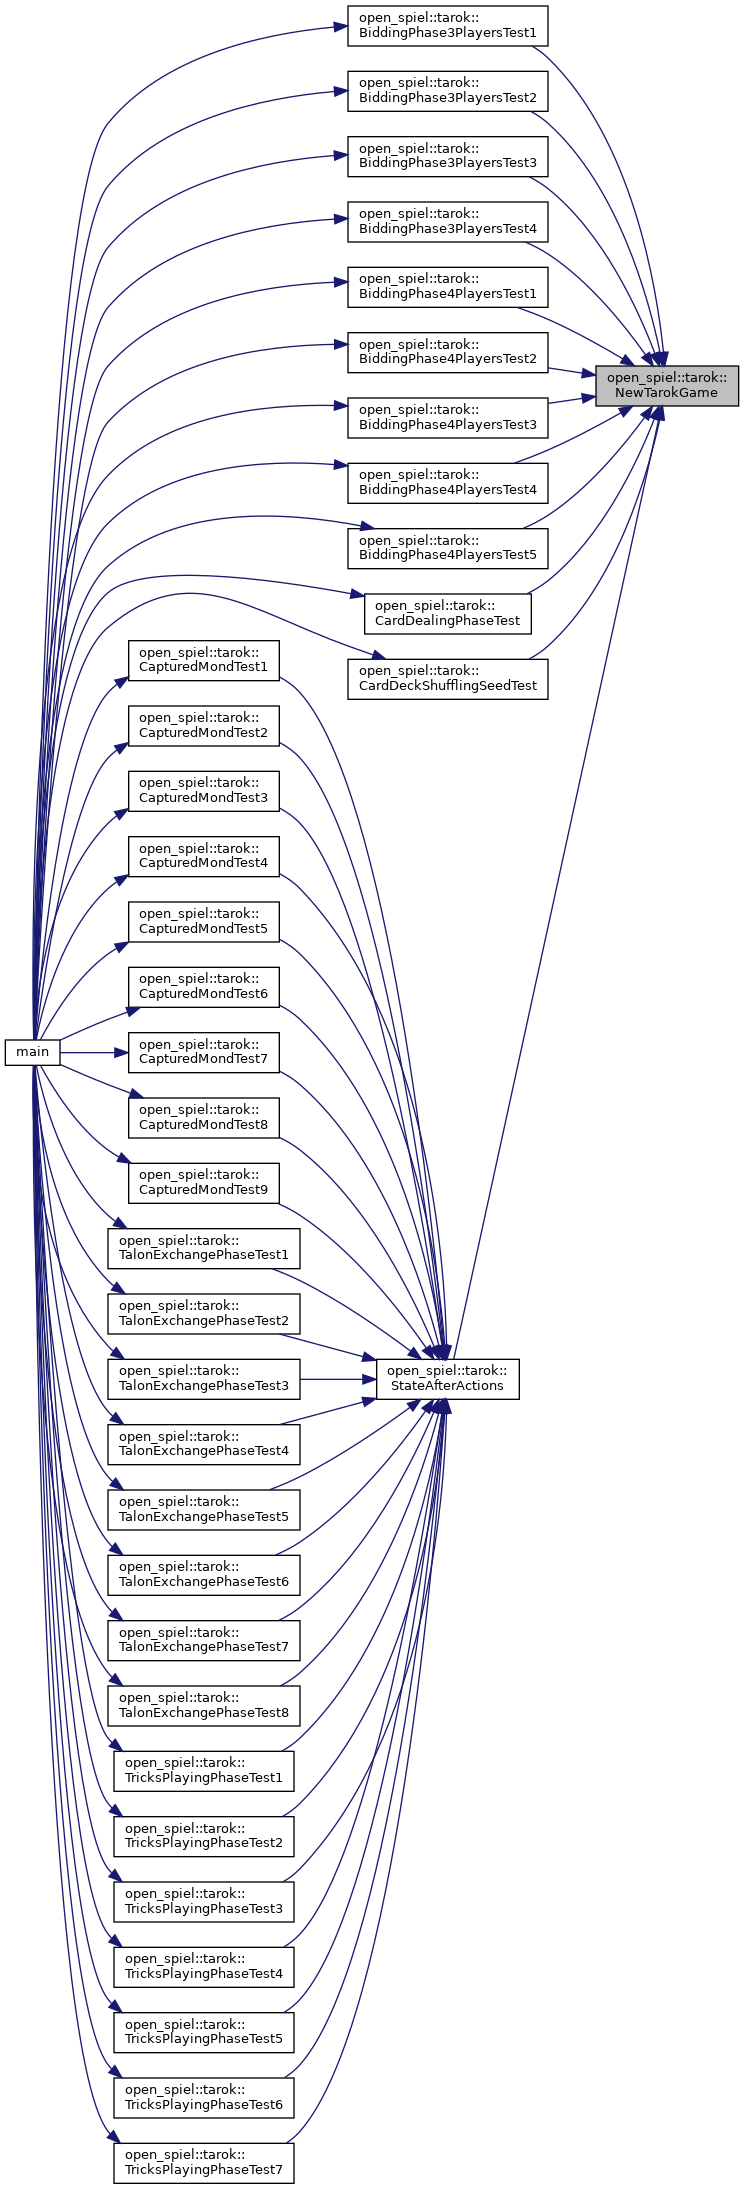 open_spiel::tarok::
BiddingPhase3PlayersTest1
open_spiel::tarok::
BiddingPhase3PlayersTest2
open_spiel::tarok::
BiddingPhase3PlayersTest3
open_spiel::tarok::
BiddingPhase3PlayersTest4
open_spiel::tarok::
BiddingPhase4PlayersTest1
open_spiel::tarok::
BiddingPhase4PlayersTest2
open_spiel::tarok::
NewTarokGame
open_spiel::tarok::
BiddingPhase4PlayersTest3
open_spiel::tarok::
BiddingPhase4PlayersTest4
open_spiel::tarok::
BiddingPhase4PlayersTest5
open_spiel::tarok::
CardDealingPhaseTest
open_spiel::tarok::
CardDeckShufflingSeedTest
open_spiel::tarok::
CapturedMondTest1
open_spiel::tarok::
CapturedMondTest2
open_spiel::tarok::
CapturedMondTest3
open_spiel::tarok::
CapturedMondTest4
open_spiel::tarok::
CapturedMondTest5
open_spiel::tarok::
CapturedMondTest6
main
open_spiel::tarok::
CapturedMondTest7
open_spiel::tarok::
CapturedMondTest8
open_spiel::tarok::
CapturedMondTest9
open_spiel::tarok::
TalonExchangePhaseTest1
open_spiel::tarok::
TalonExchangePhaseTest2
open_spiel::tarok::
TalonExchangePhaseTest3
open_spiel::tarok::
StateAfterActions
open_spiel::tarok::
TalonExchangePhaseTest4
open_spiel::tarok::
TalonExchangePhaseTest5
open_spiel::tarok::
TalonExchangePhaseTest6
open_spiel::tarok::
TalonExchangePhaseTest7
open_spiel::tarok::
TalonExchangePhaseTest8
open_spiel::tarok::
TricksPlayingPhaseTest1
open_spiel::tarok::
TricksPlayingPhaseTest2
open_spiel::tarok::
TricksPlayingPhaseTest3
open_spiel::tarok::
TricksPlayingPhaseTest4
open_spiel::tarok::
TricksPlayingPhaseTest5
open_spiel::tarok::
TricksPlayingPhaseTest6
open_spiel::tarok::
TricksPlayingPhaseTest7